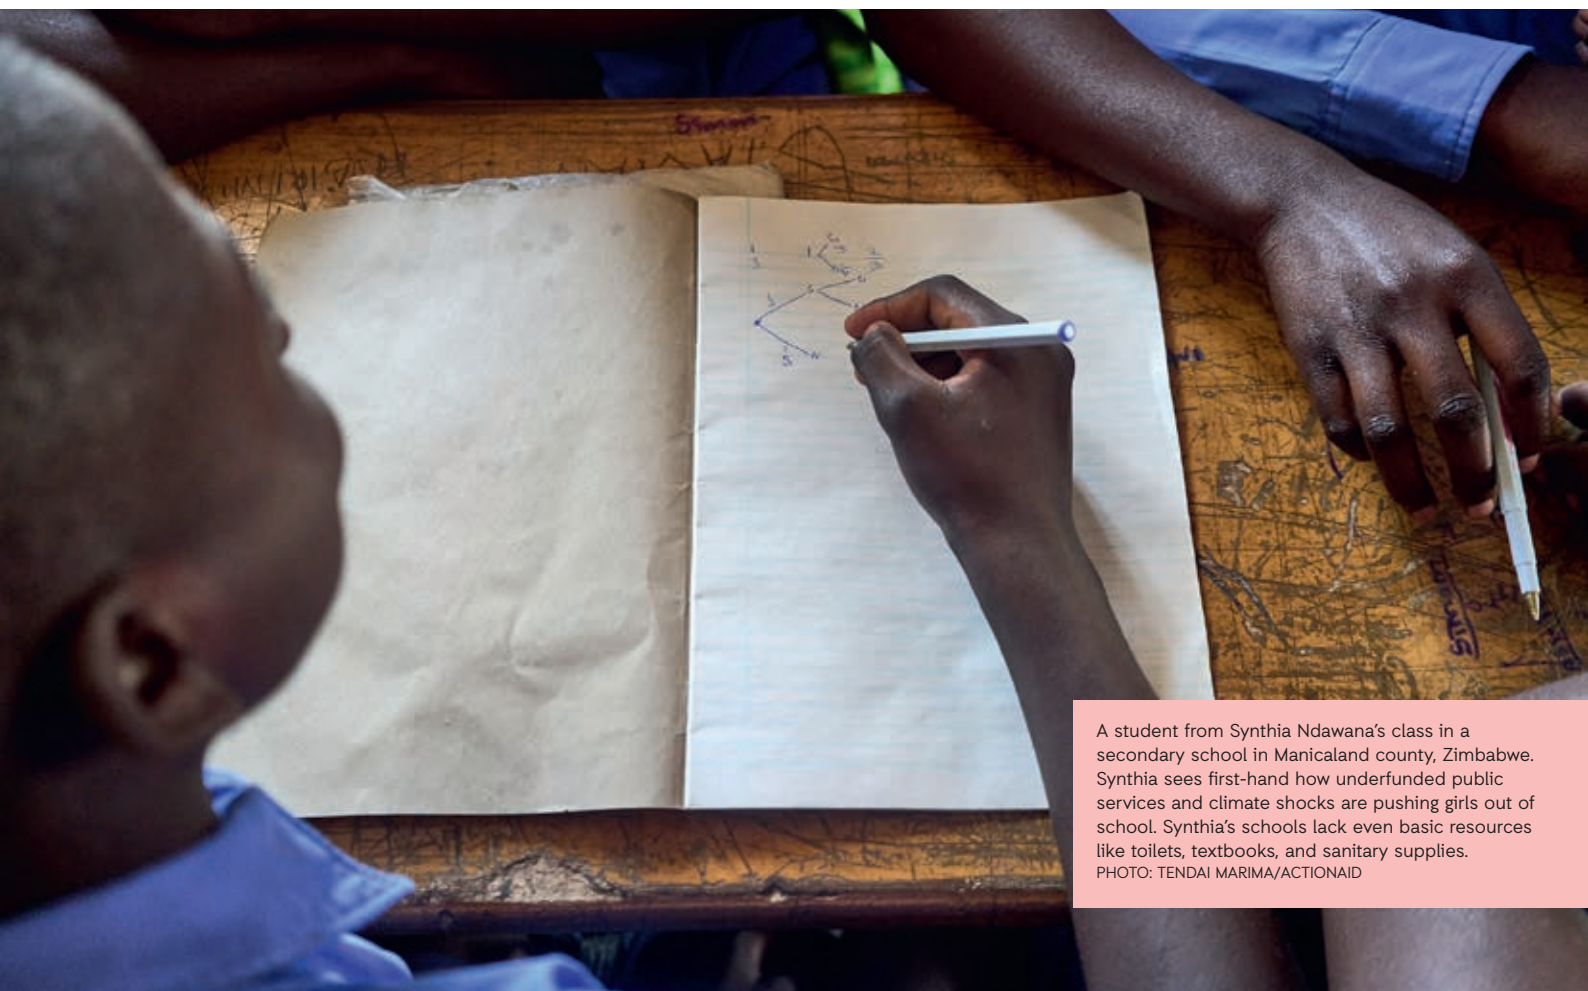 A student from Synthia Ndawana’s class in a
secondary school in Manicaland county, Zimbabwe.
Synthia sees first-hand how underfunded public
services and climate shocks are pushing girls out of
school. Synthia’s schools lack even basic resources
like toilets, textbooks, and sanitary supplies.
PHOTO: TENDAI MARIMA/ACTIONAID